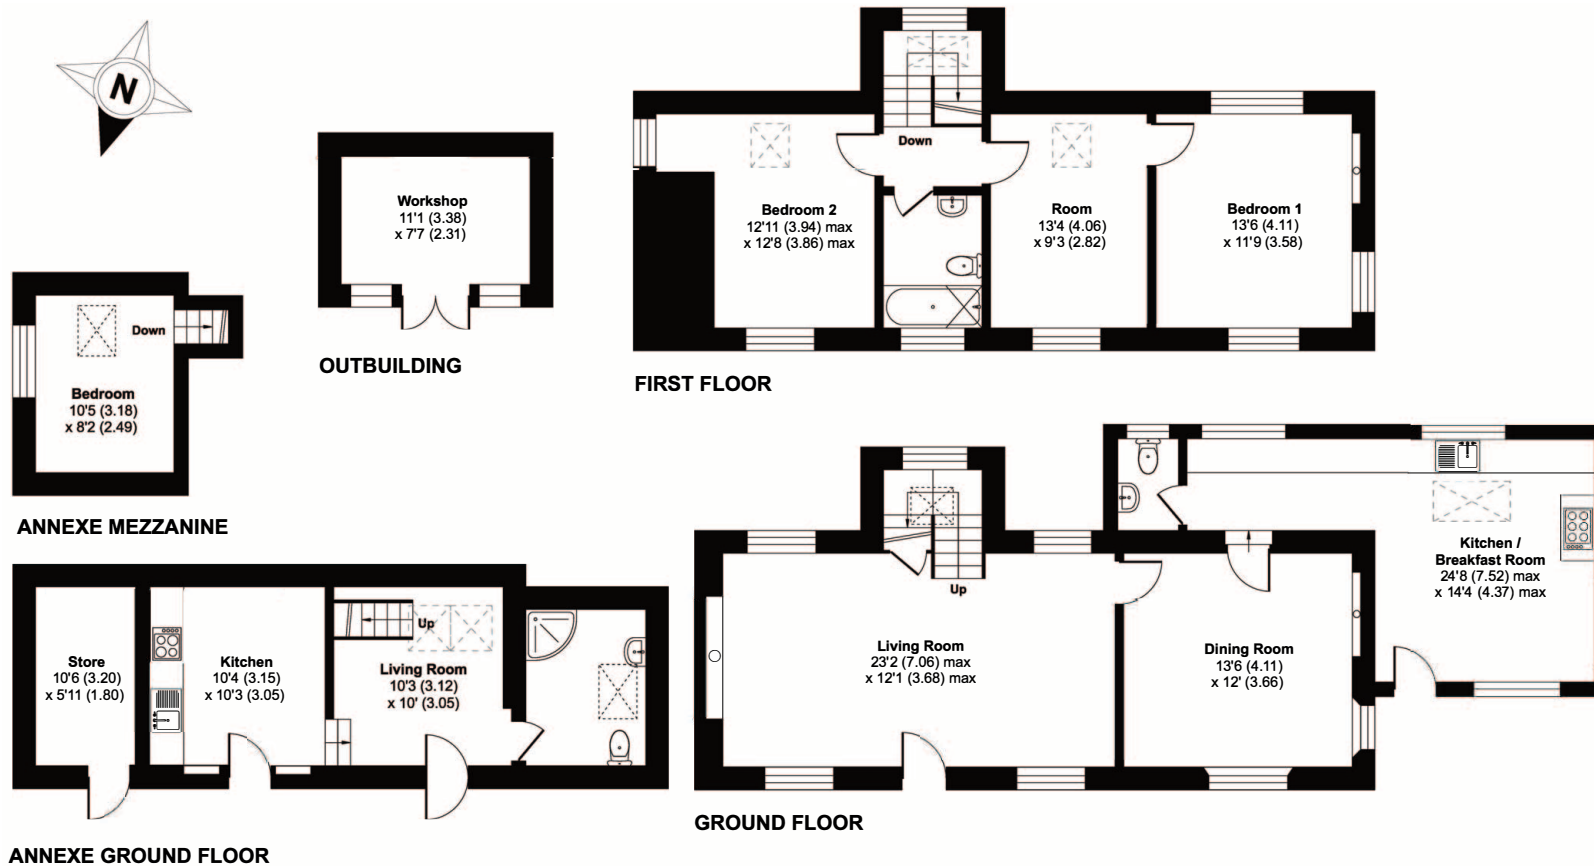 N
Workshop
11'1 (3.38)
x 7'7 (2.31)
OUTBUILDING
Down
Bedroom
10'5 (3.18)
x 8'2 (2.49)
ANNEXE MEZZANINE
Down
Bedroom 2
12'11 (3.94) max
x 12'8 (3.86) max
Room
13'4 (4.06)
x 9'3 (2.82)
Bedroom 1
13'6 (4.11)
x 11'9 (3.58)
FIRST FLOOR
Store
10'6 (3.20)
x 5'11 (1.80)
Kitchen
10'4 (3.15)
x 10'3 (3.05)
Up
Living Room
10'3 (3.12)
x 10' (3.05)
ANNEXE GROUND FLOOR
Up
Living Room
23'2 (7.06) max
x 12'1 (3.68) max
Dining Room
13'6 (4.11)
x 12' (3.66)
Kitchen /
Breakfast Room
24'8 (7.52) max
x 14'4 (4.37) max
GROUND FLOOR